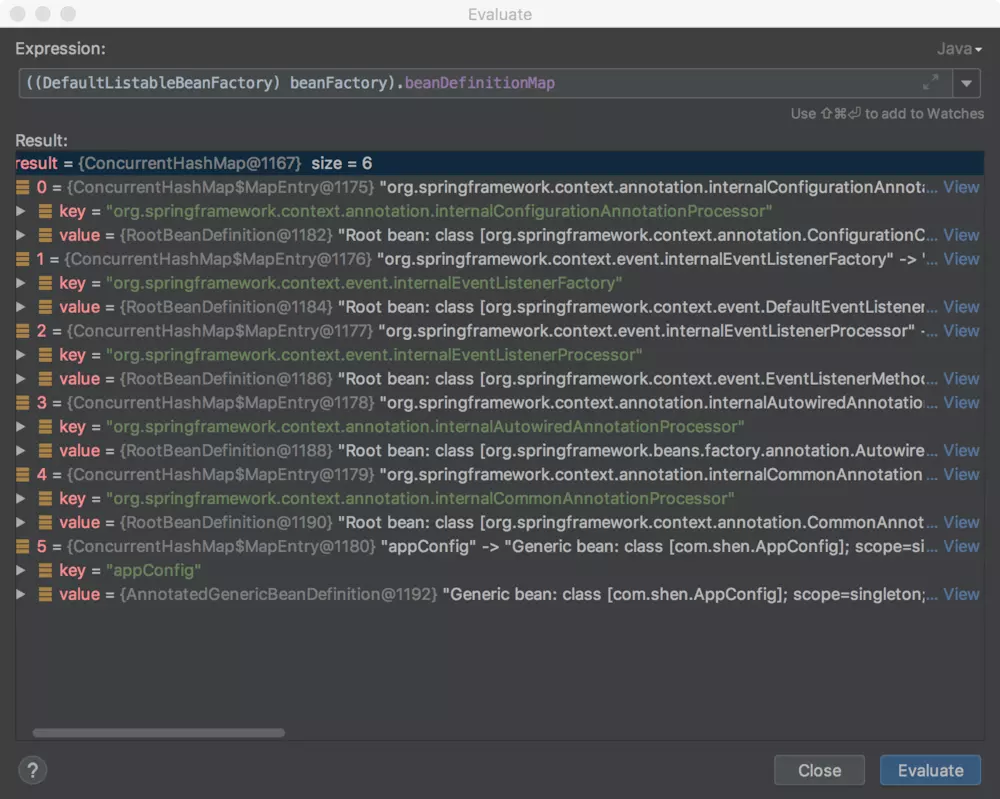 Evaluate
Expression:
Java
((DefaultListableBeanFactory) beanFactory).beanDefinitionMap
Use ⇧⌘⏎ to add to Watches
Result:
result = {ConcurrentHashMap@1167} size = 6
0 = {ConcurrentHashMap$MapEntry@1175} "org.springframework.context.annotation.internalConfigurationAnnota... View
key = "org.springframework.context.annotation.internalConfigurationAnnotationProcessor"
value = {RootBeanDefinition@1182} "Root bean: class [org.springframework.context.annotation.ConfigurationC... View
1 = {ConcurrentHashMap$MapEntry@1176} "org.springframework.context.event.internalEventListenerFactory" -> "... View
key = "org.springframework.context.event.internalEventListenerFactory"
value = {RootBeanDefinition@1184} "Root bean: class [org.springframework.context.event.DefaultEventListener... View
2 = {ConcurrentHashMap$MapEntry@1177} "org.springframework.context.event.internalEventListenerProcessor" -... View
key = "org.springframework.context.event.internalEventListenerProcessor"
value = {RootBeanDefinition@1186} "Root bean: class [org.springframework.context.event.EventListenerMetho... View
3 = {ConcurrentHashMap$MapEntry@1178} "org.springframework.context.annotation.internalAutowiredAnnotatio... View
key = "org.springframework.context.annotation.internalAutowiredAnnotationProcessor"
value = {RootBeanDefinition@1188} "Root bean: class [org.springframework.beans.factory.annotation.Autowire... View
4 = {ConcurrentHashMap$MapEntry@1179} "org.springframework.context.annotation.internalCommonAnnotation... View
key = "org.springframework.context.annotation.internalCommonAnnotationProcessor"
value = {RootBeanDefinition@1190} "Root bean: class [org.springframework.context.annotation.CommonAnnot... View
5 = {ConcurrentHashMap$MapEntry@1180} "appConfig" -> "Generic bean: class [com.shen.AppConfig]; scope=si... View
key = "appConfig"
value = {AnnotatedGenericBeanDefinition@1192} "Generic bean: class [com.shen.AppConfig]; scope=singleton;... View
?
Close
Evaluate